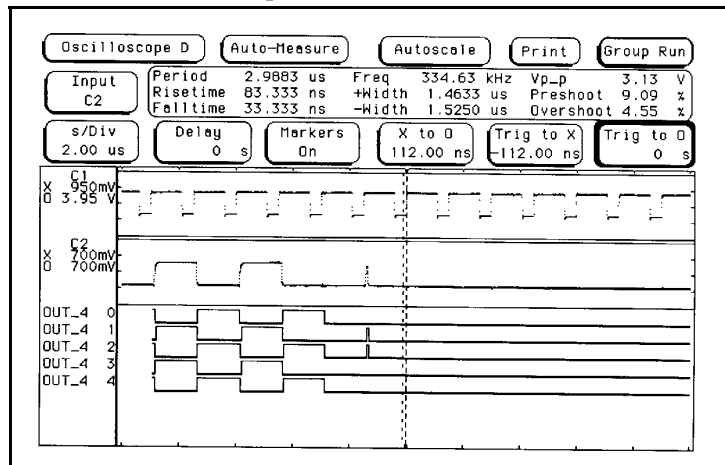 Oscilloscope D Auto-Measure Autoscale Print Group Run
Input C2
Period 2.9883 us Freq 334.63 kHz Vp_p 3.13 V
Risetime 83.333 ns +Width 1.4633 us Preshoot 9.09 %
Falltime 33.333 ns -Width 1.5250 us Overshoot 4.55 %
s/Div 2.00 us
Delay 0 s
Markers On
X to O 112.00 ns
Trig to X -112.00 ns
Trig to O 0 s
C1
X 950mV
O 3.95 V
C2
X 700mV
O 700mV
OUT_4 0
OUT_4 1
OUT_4 2
OUT_4 3
OUT_4 4